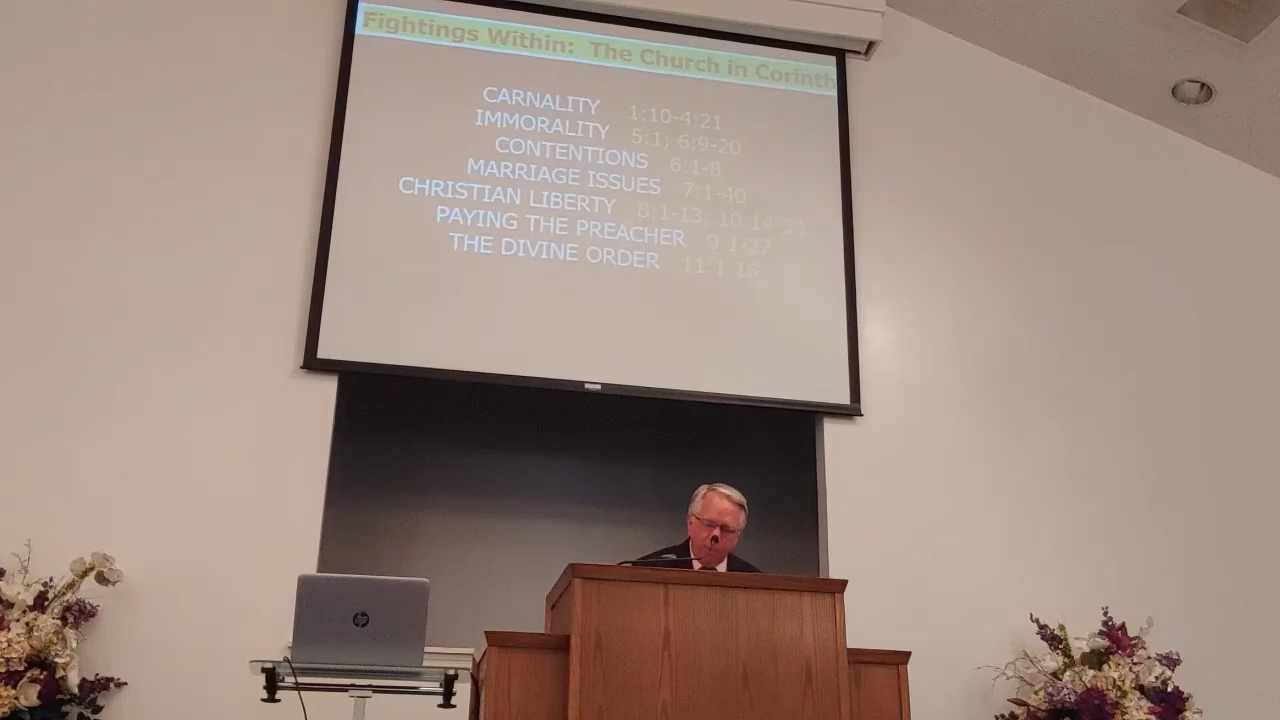 Fightings Within: The Church in Corinth
CARNALITY 1:10-4:21
IMMORALITY 5:1; 6:9-20
CONTENTIONS 6:1-8
MARRIAGE ISSUES 7:1-40
CHRISTIAN LIBERTY 8:1-13; 10:14-31
PAYING THE PREACHER 9:1-27
THE DIVINE ORDER 11:1-16
hp